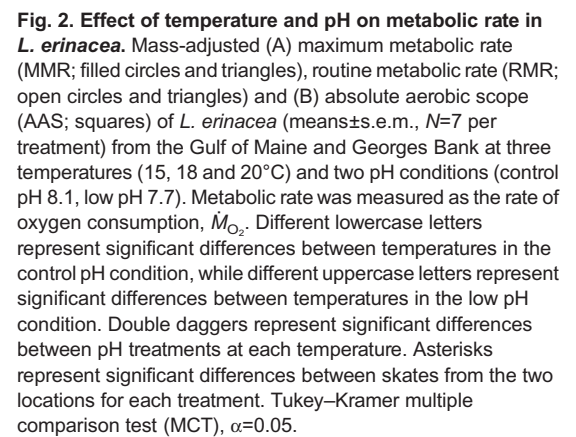 Fig. 2. Effect of temperature and pH on metabolic rate in
L. erinacea. Mass-adjusted (A) maximum metabolic rate
(MMR; filled circles and triangles), routine metabolic rate (RMR;
open circles and triangles) and (B) absolute aerobic scope
(AAS; squares) of L. erinacea (means±s.e.m., N=7 per
treatment) from the Gulf of Maine and Georges Bank at three
temperatures (15, 18 and 20°C) and two pH conditions (control
pH 8.1, low pH 7.7). Metabolic rate was measured as the rate of
oxygen consumption, ṀO₂. Different lowercase letters
represent significant differences between temperatures in the
control pH condition, while different uppercase letters represent
significant differences between temperatures in the low pH
condition. Double daggers represent significant differences
between pH treatments at each temperature. Asterisks
represent significant differences between skates from the two
locations for each treatment. Tukey–Kramer multiple
comparison test (MCT), α=0.05.